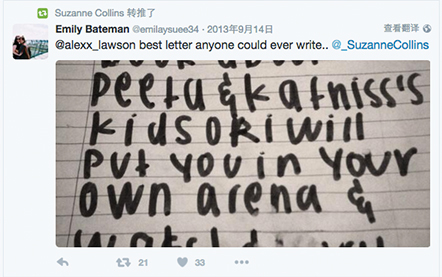 Suzanne Collins 转推了
Emily Bateman @emilaysuee34 · 2013年9月14日 查看翻译
@alexx_lawson best letter anyone could ever write.. @_SuzanneCollins
peeta & katniss's
kids OR i will
put you in your
own arena &
21 33